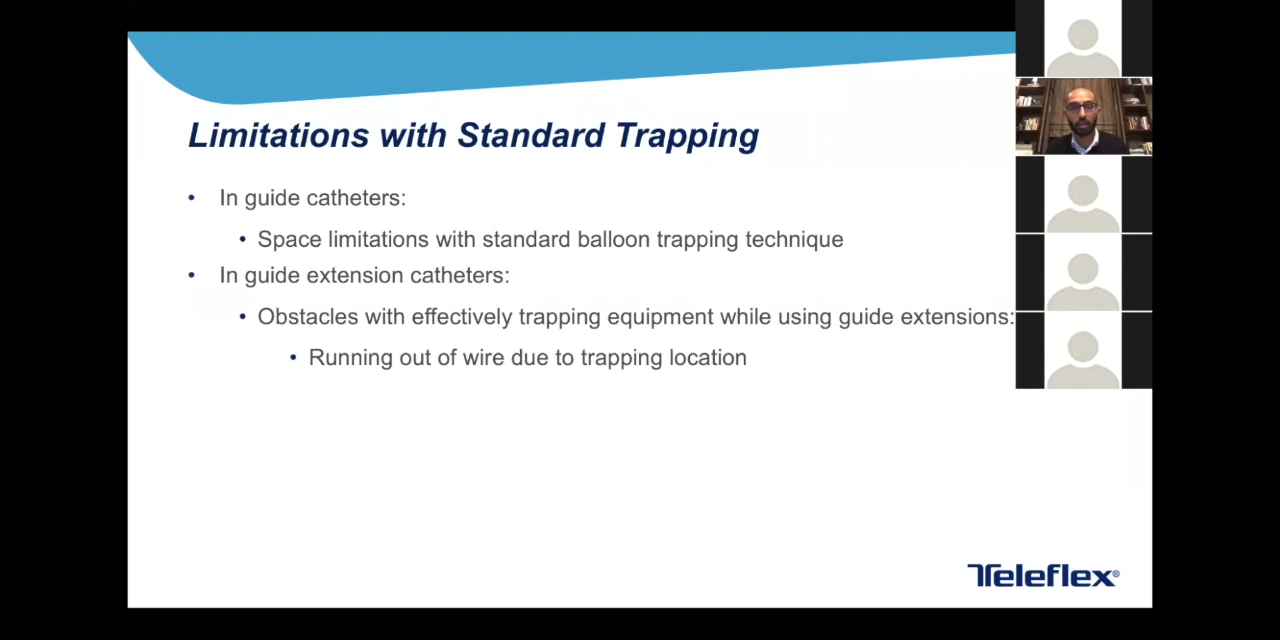 Limitations with Standard Trapping
• In guide catheters:
• Space limitations with standard balloon trapping technique
• In guide extension catheters:
• Obstacles with effectively trapping equipment while using guide extensions:
• Running out of wire due to trapping location
Teleflex®